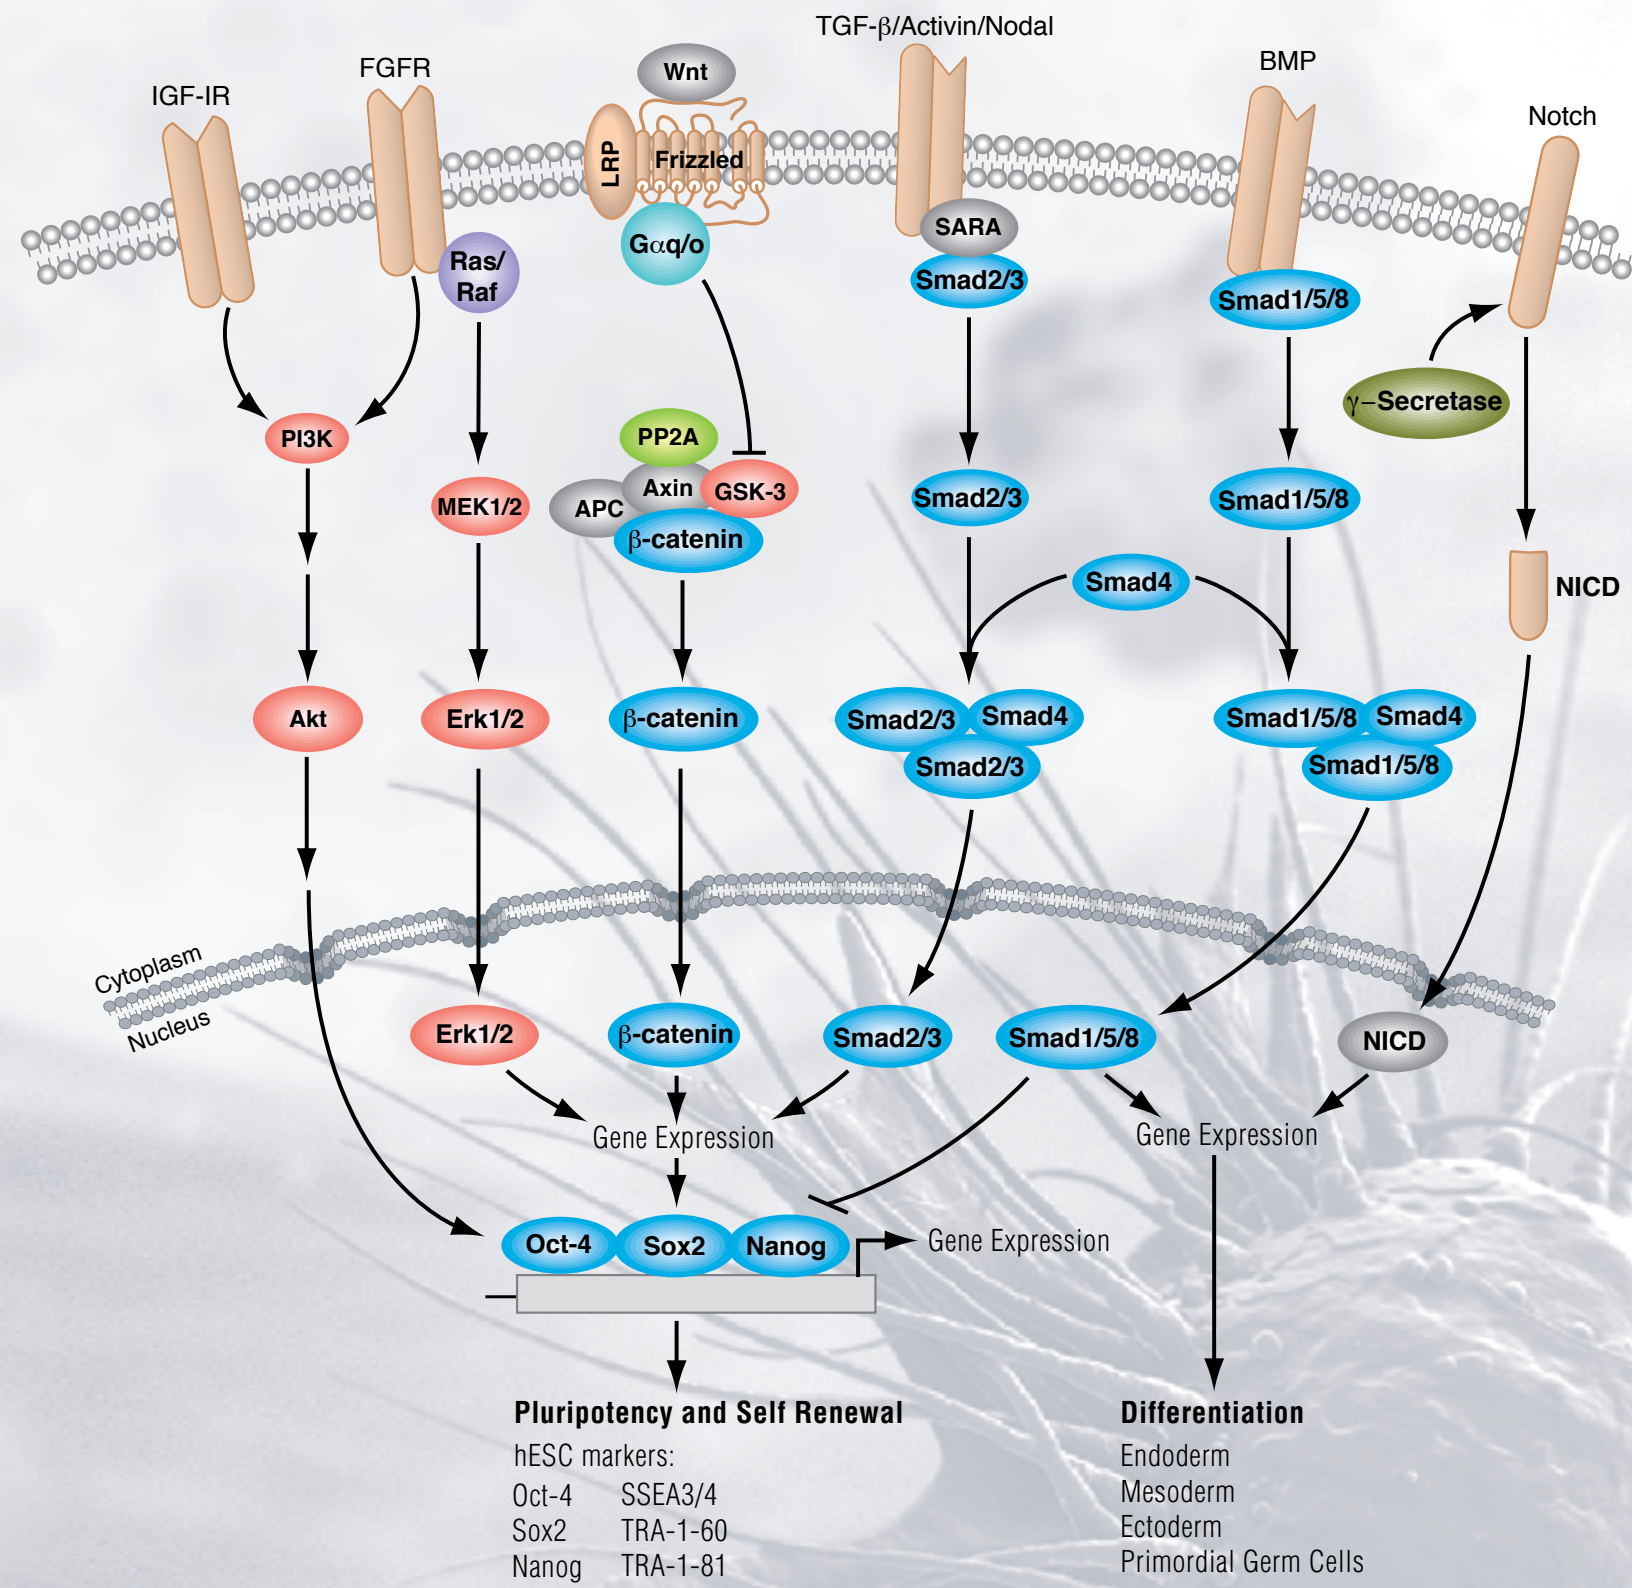 TGF-β/Activin/Nodal
IGF-IR
FGFR
Wnt
BMP
Notch
LRP
Frizzled
Gαq/o
Ras/
Raf
SARA
Smad2/3
Smad1/5/8
γ–Secretase
PI3K
MEK1/2
PP2A
Axin
GSK-3
APC
β-catenin
Smad2/3
Smad1/5/8
Smad4
NICD
Akt
Erk1/2
β-catenin
Smad2/3
Smad4
Smad2/3
Smad1/5/8
Smad4
Smad1/5/8
Cytoplasm
Nucleus
Erk1/2
β-catenin
Smad2/3
Smad1/5/8
NICD
Gene Expression
Gene Expression
Oct-4
Sox2
Nanog
Gene Expression
Pluripotency and Self Renewal
hESC markers:
Oct-4 SSEA3/4
Sox2 TRA-1-60
Nanog TRA-1-81
Differentiation
Endoderm
Mesoderm
Ectoderm
Primordial Germ Cells